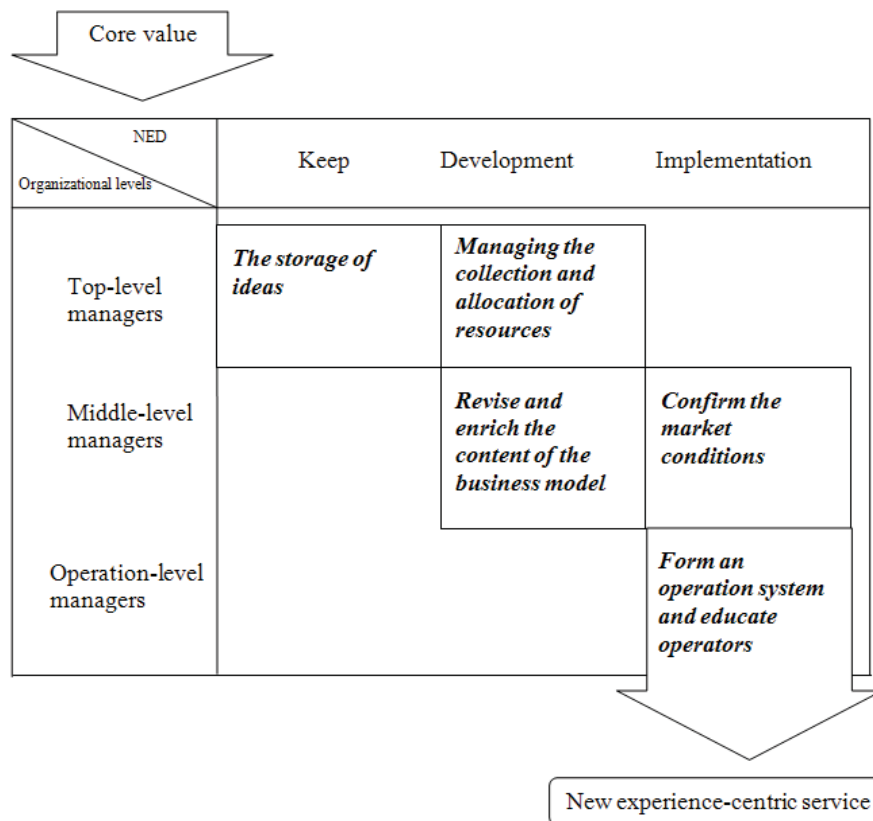 Core value
NED
Organizational levels
Keep
Development
Implementation
Top-level
managers
The storage of
ideas
Managing the
collection and
allocation of
resources
Middle-level
managers
Revise and
enrich the
content of the
business model
Confirm the
market
conditions
Operation-level
managers
Form an
operation system
and educate
operators
New experience-centric service